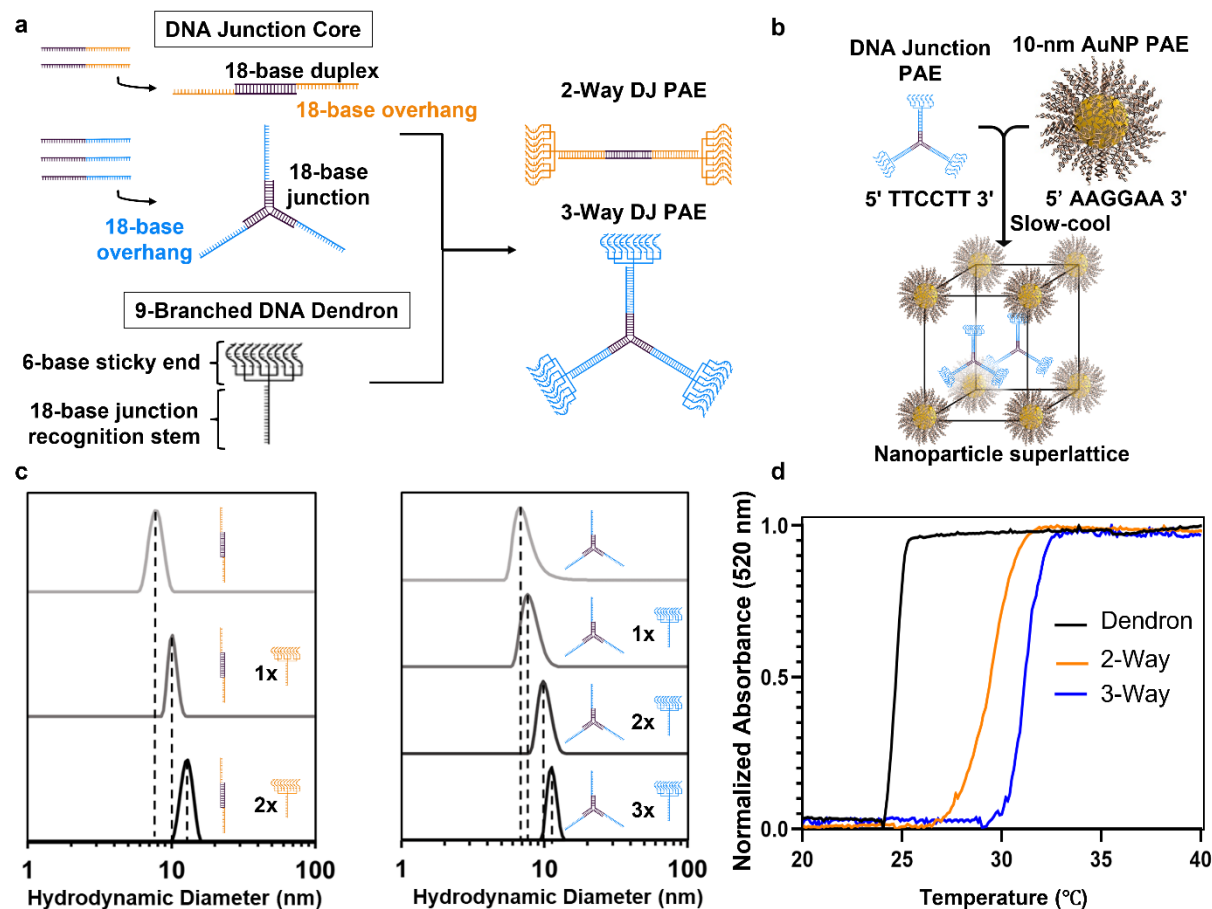 a
DNA Junction Core
18-base duplex
18-base overhang
18-base
junction
18-base
overhang
9-Branched DNA Dendron
6-base sticky end
18-base junction
recognition stem
2-Way DJ PAE
3-Way DJ PAE
b
DNA Junction
PAE
10-nm AuNP PAE
5' TTCCTT 3'
5’ AAGGAA 3'
Slow-cool
Nanoparticle superlattice
c
1x
2x
1
10
100
Hydrodynamic Diameter (nm)
1x
2x
3x
1
10
100
Hydrodynamic Diameter (nm)
d
Normalized Absorbance (520 nm)
1.0
0.5
0.0
Dendron
2-Way
3-Way
20
25
30
35
40
Temperature (℃)